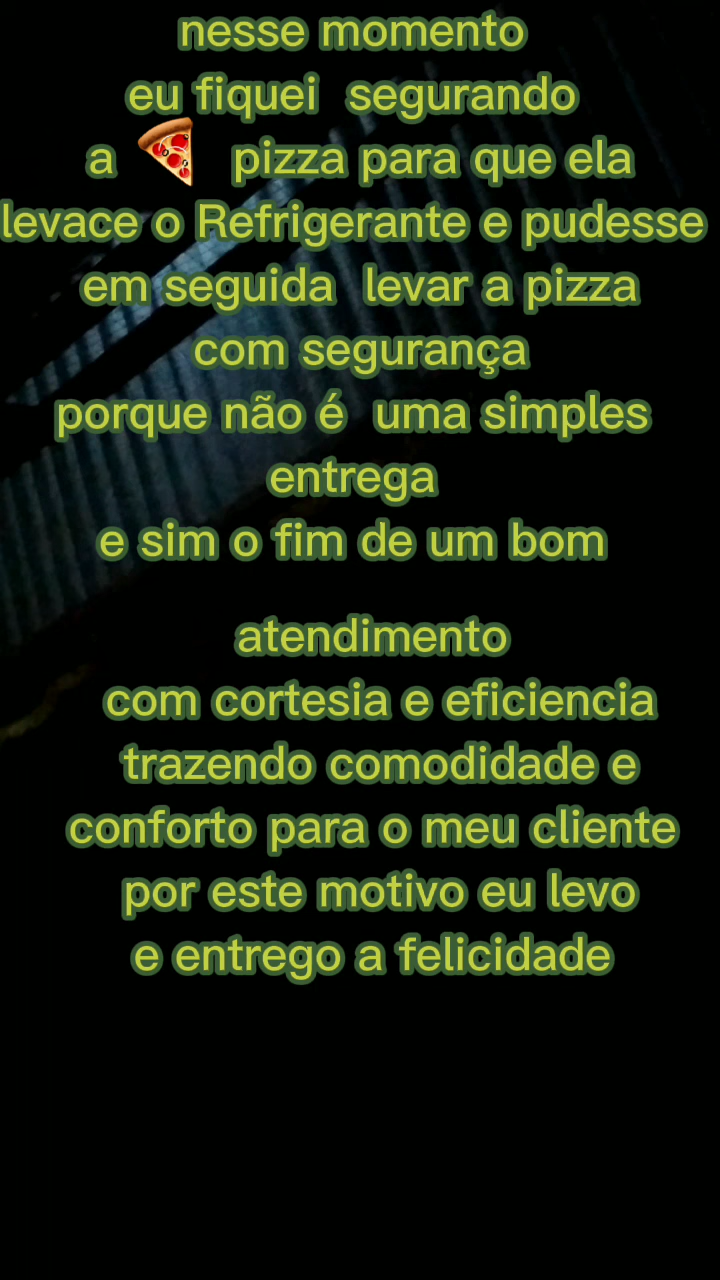 nesse momento
eu fiquei segurando
a 🍕 pizza para que ela
levace o Refrigerante e pudesse
em seguida levar a pizza
com segurança
porque não é uma simples
entrega
e sim o fim de um bom
atendimento
com cortesia e eficiencia
trazendo comodidade e
conforto para o meu cliente
por este motivo eu levo
e entrego a felicidade